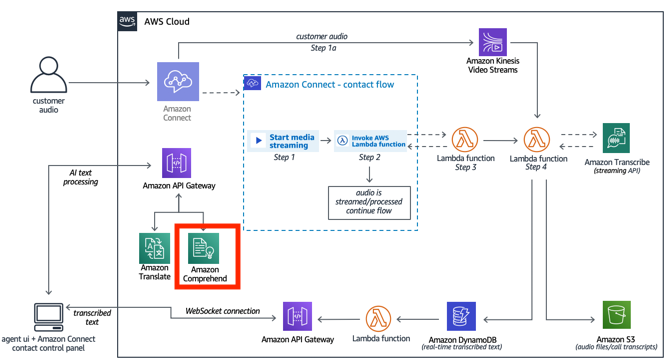 aws
AWS Cloud
customer audio
Step 1a
Amazon Kinesis
Video Streams
customer
audio
Amazon
Connect
Amazon Connect - contact flow
Start media
streaming
Step 1
Invoke AWS
Lambda function
Step 2
Lambda function
Step 3
Lambda function
Step 4
Amazon Transcribe
(streaming API)
audio is
streamed/processed
continue flow
AI text
processing
Amazon API Gateway
Amazon
Translate
Amazon
Comprehend
transcribed
text
WebSocket connection
agent ui + Amazon Connect
contact control panel
Amazon API Gateway
Lambda function
Amazon DynamoDB
(real-time transcribed text)
Amazon S3
(audio files/call transcripts)